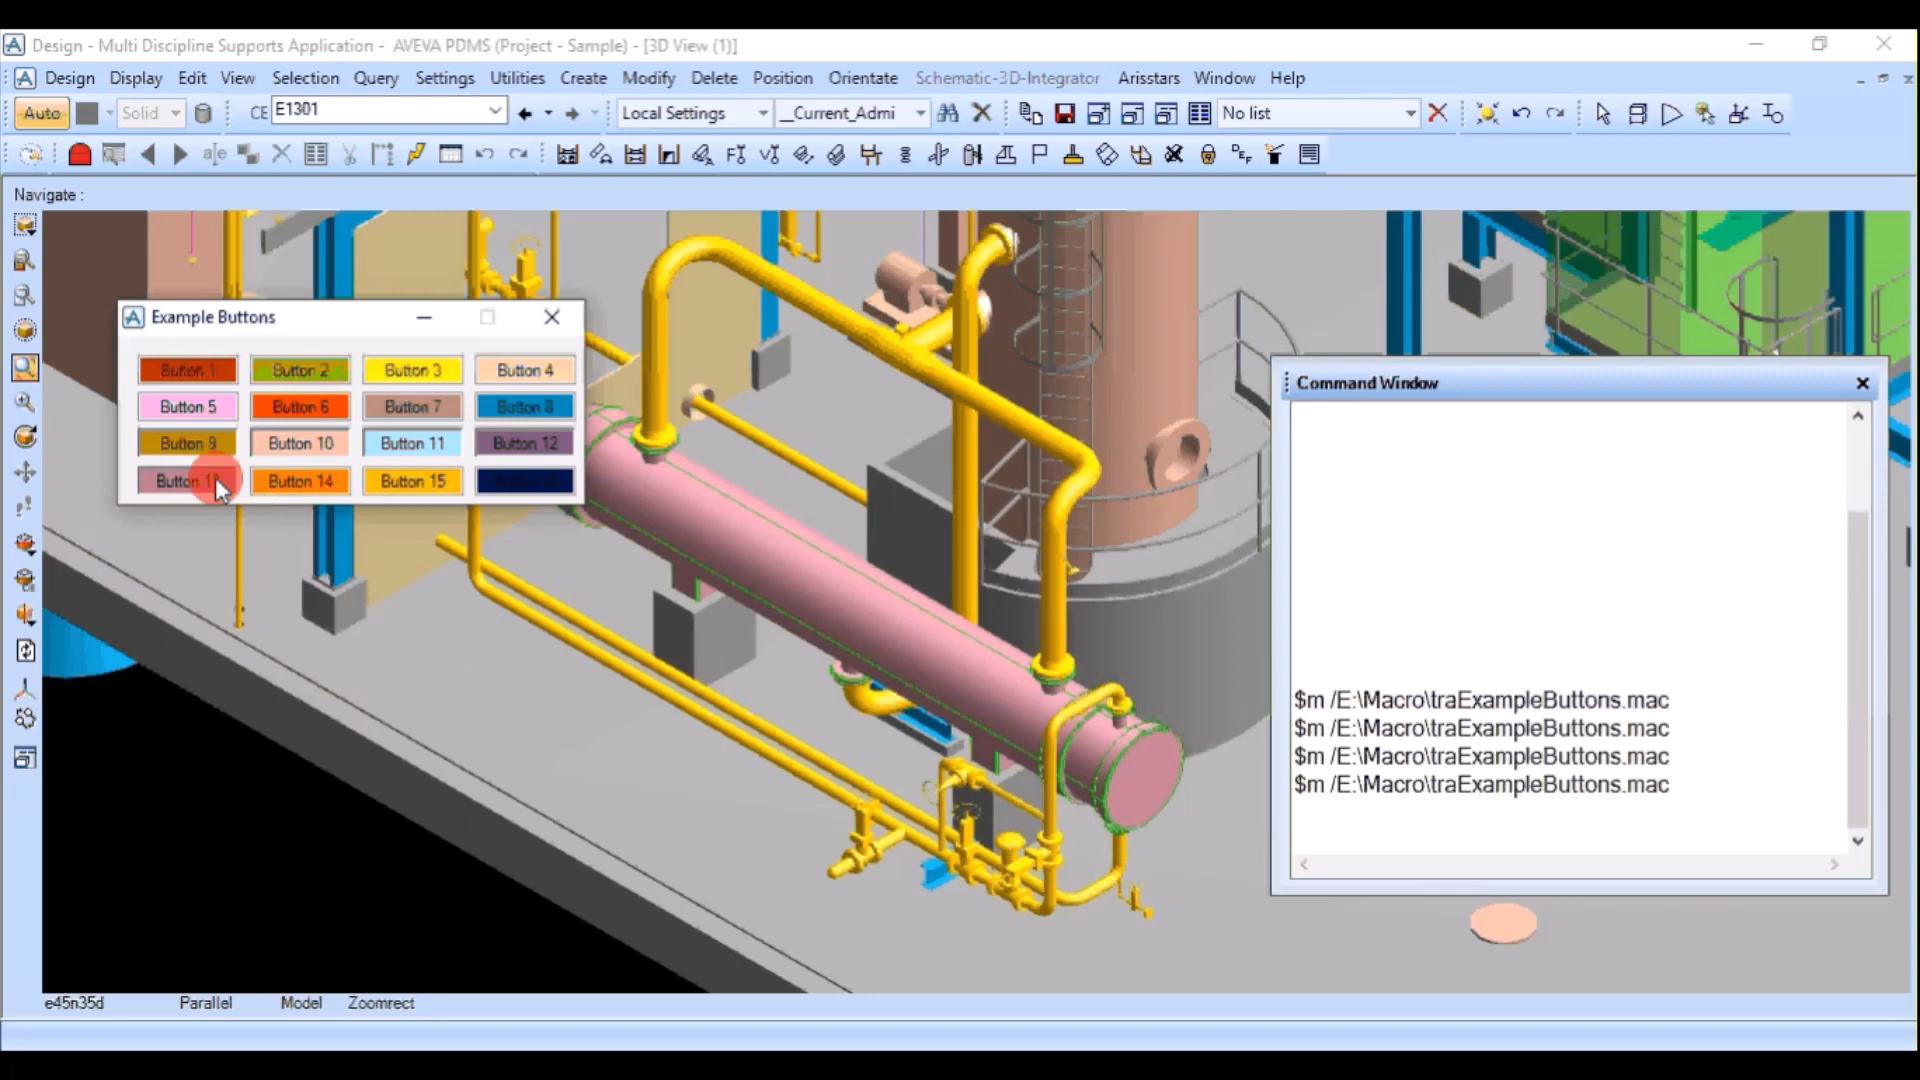 Design - Multi Discipline Supports Application - AVEVA PDMS (Project - Sample) - [3D View (1)]
Design Display Edit View Selection Query Settings Utilities Create Modify Delete Position Orientate Schematic-3D-Integrator Arisstars Window Help
Auto Solid CE E1301 Local Settings __Current_Admi No list
Navigate :
Example Buttons
Button 1 Button 2 Button 3 Button 4
Button 5 Button 6 Button 7 Button 8
Button 9 Button 10 Button 11 Button 12
Button Button 14 Button 15
Command Window
$m /E:\Macro\traExampleButtons.mac
$m /E:\Macro\traExampleButtons.mac
$m /E:\Macro\traExampleButtons.mac
$m /E:\Macro\traExampleButtons.mac
e45n35d Parallel Model Zoomrect